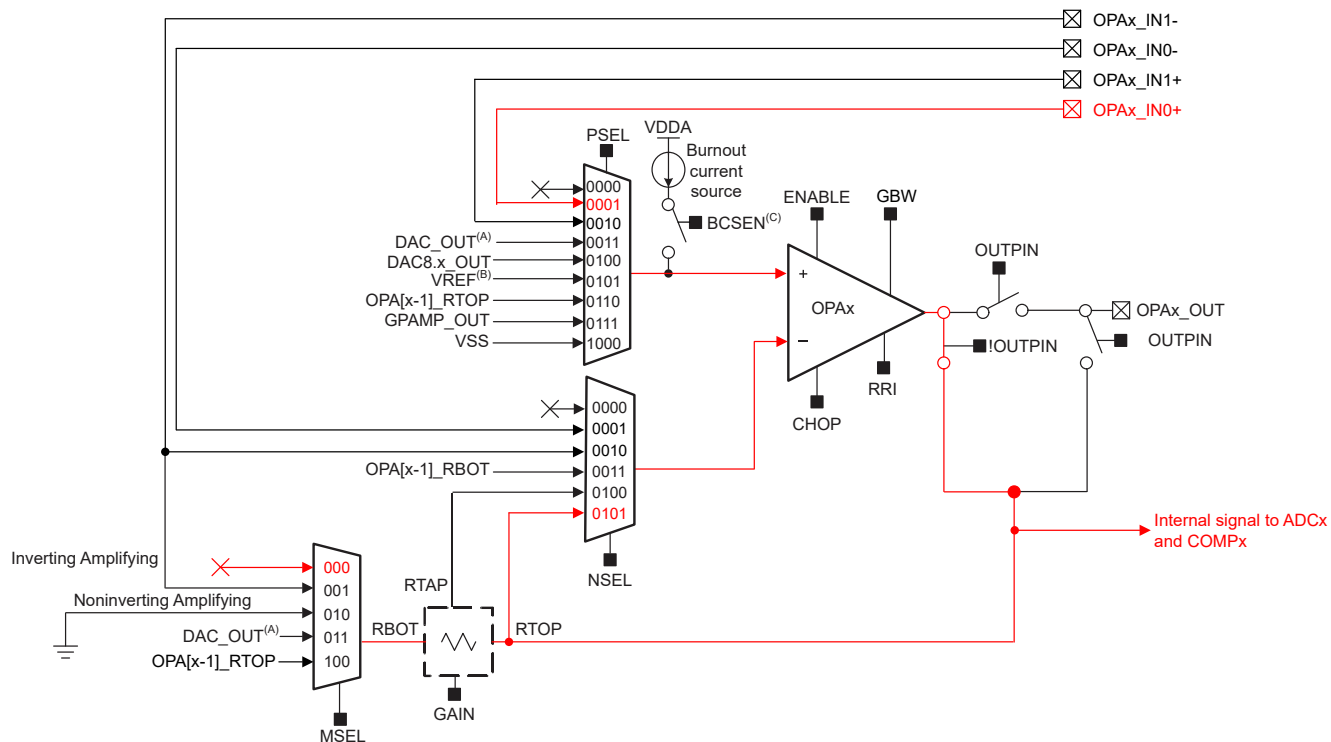 OPAx_IN1-
OPAx_IN0-
OPAx_IN1+
OPAx_IN0+
PSEL
VDDA
Burnout
current
source
BCSEN(C)
0000
0001
0010
DAC_OUT(A)
0011
DAC8.x_OUT
0100
VREF(B)
0101
OPA[x-1]_RTOP
0110
GPAMP_OUT
0111
VSS
1000
ENABLE
GBW
+
OPAx
−
CHOP
RRI
OUTPIN
OPAx_OUT
!OUTPIN
OUTPIN
0000
0001
0010
OPA[x-1]_RBOT
0011
0100
0101
NSEL
Internal signal to ADCx
and COMPx
Inverting Amplifying
000
001
Noninverting Amplifying
010
DAC_OUT(A)
011
OPA[x-1]_RTOP
100
MSEL
RBOT
RTAP
RTOP
GAIN